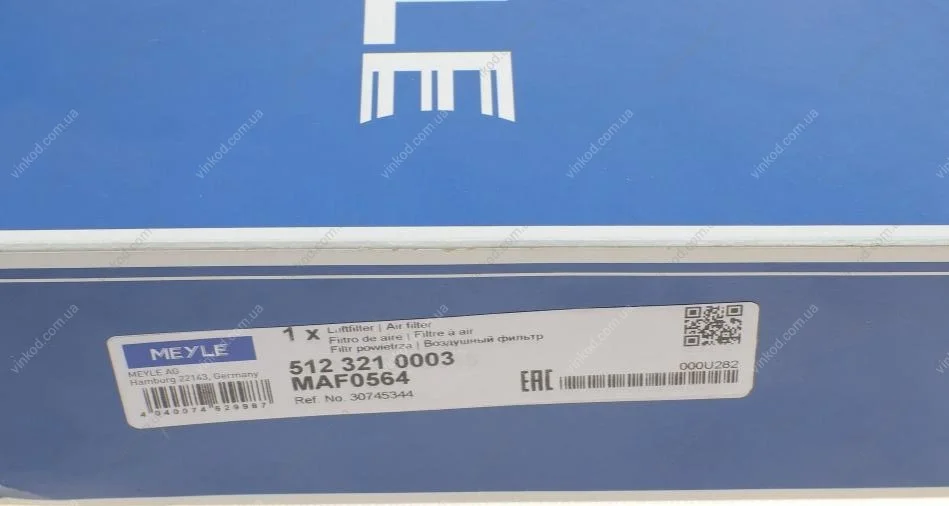 LE
MEYLE
MEYLE AG
Hamburg 22143, Germany
4 040074 629987
1 x
Luftfilter | Air filter
Filtro de aire | Filtre à air
Filtr powietrza | Воздушный фильтр
512 321 0003
MAF0564
Ref. No. 30745344
EAC
000U282
vinkod.com.ua